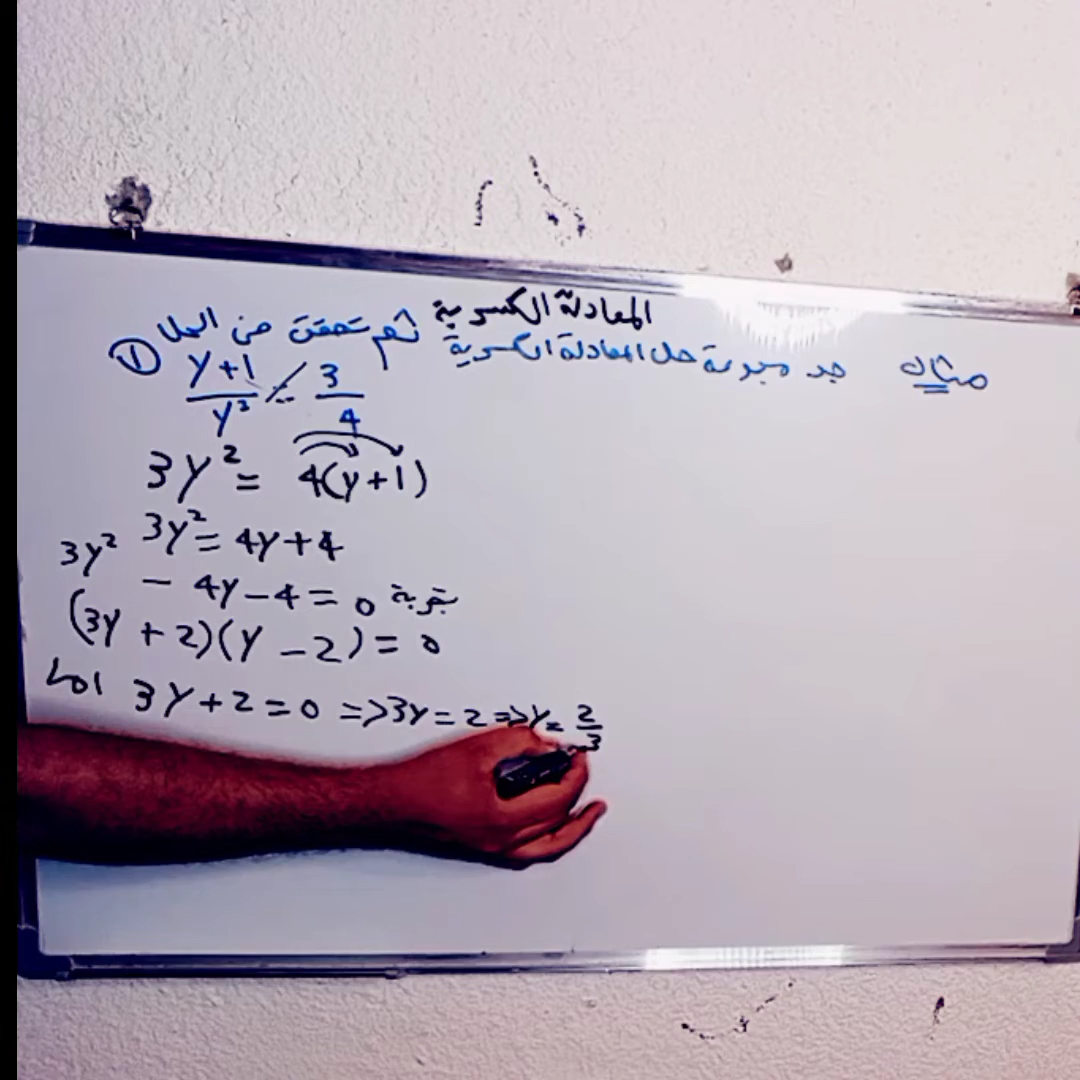 المعادلة الكسرية
مثال جد مجموعة حل المعادلة الكسرية ثم تحقق من الحل
① y+1/y² = 3/4
3y² = 4(y+1)
3y² = 4y+4
3y² - 4y-4=0 تجربة
(3y + 2)(y - 2) = 0
اما 3y+2=0 => 3y=2 => y= 2/3